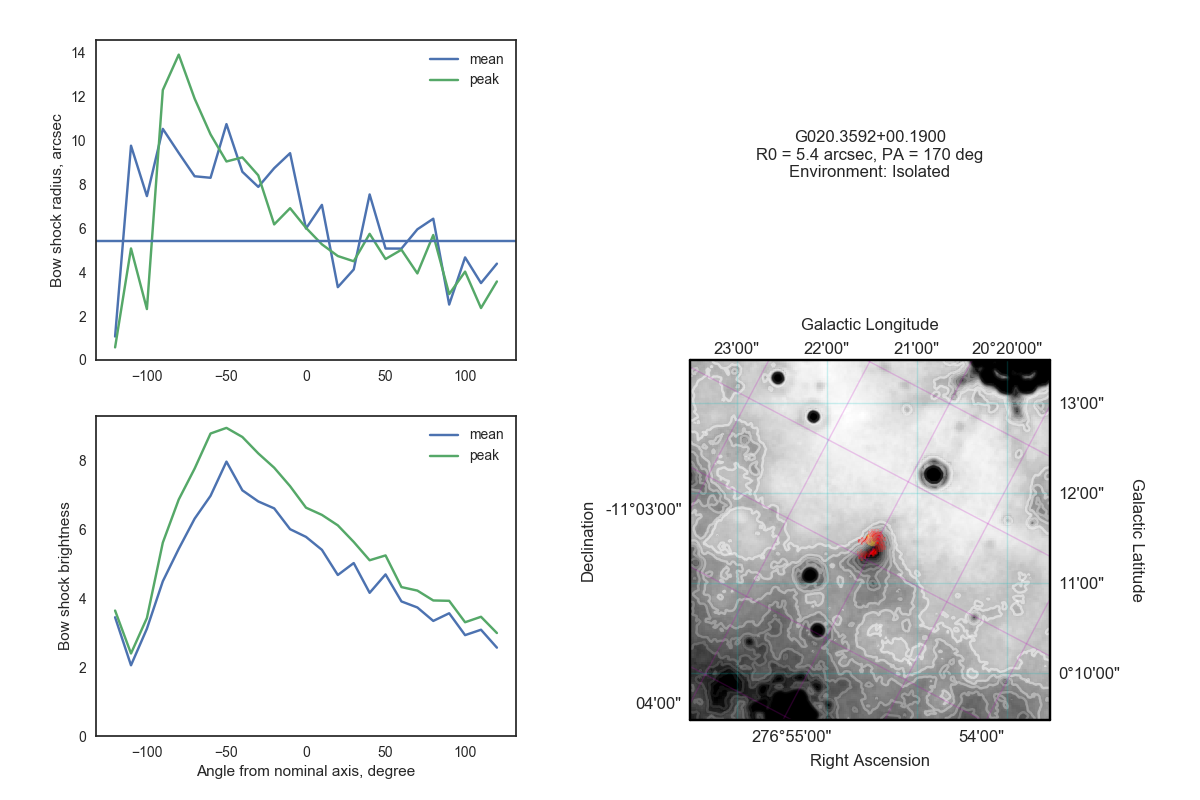 14
12
10
8
6
4
2
0
Bow shock radius, arcsec
mean
peak
−100
−50
0
50
100
8
6
4
2
0
Bow shock brightness
mean
peak
−100
−50
0
50
100
Angle from nominal axis, degree
G020.3592+00.1900
R0 = 5.4 arcsec, PA = 170 deg
Environment: Isolated
Galactic Longitude
23'00"
22'00"
21'00"
20°20'00"
13'00"
12'00"
11'00"
0°10'00"
Galactic Latitude
-11°03'00"
04'00"
Declination
276°55'00"
54'00"
Right Ascension